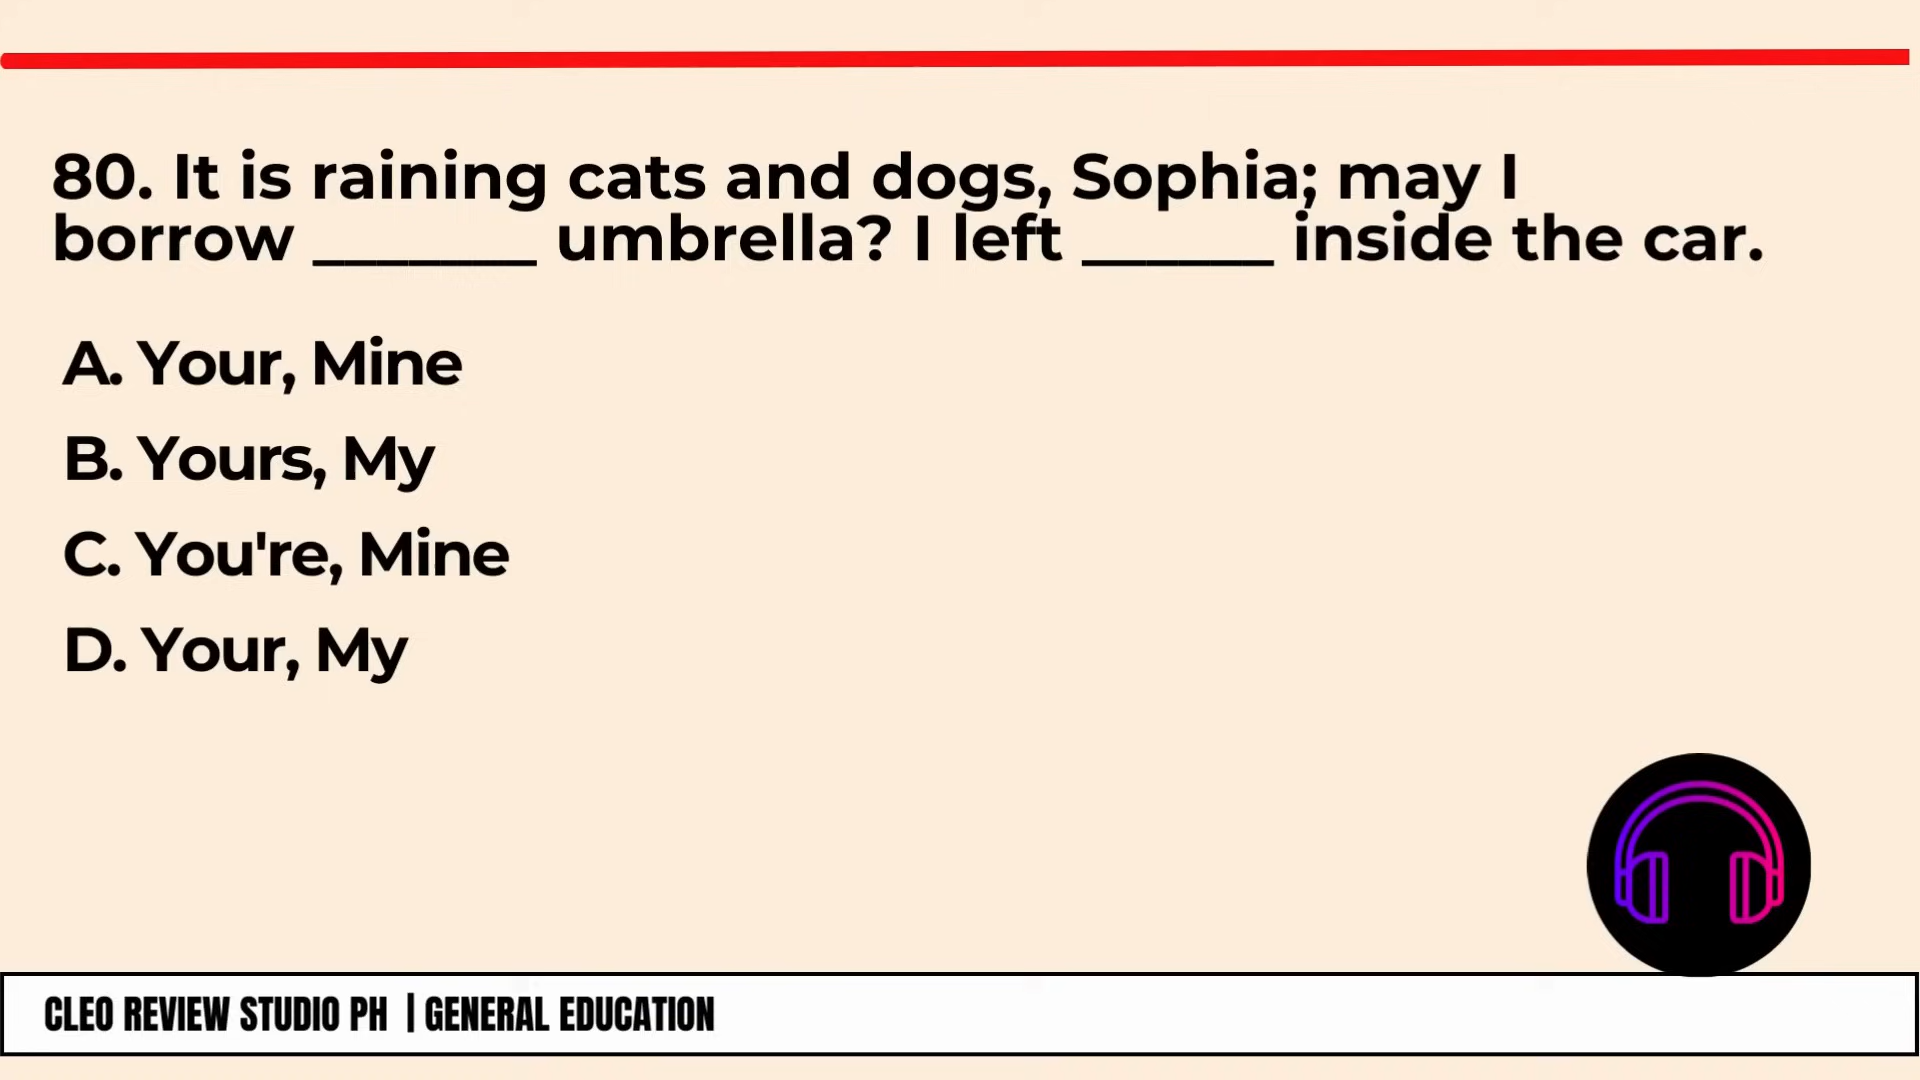 80. It is raining cats and dogs, Sophia; may I
borrow _______ umbrella? I left ______ inside the car.
A. Your, Mine
B. Yours, My
C. You're, Mine
D. Your, My
CLEO REVIEW STUDIO PH | GENERAL EDUCATION